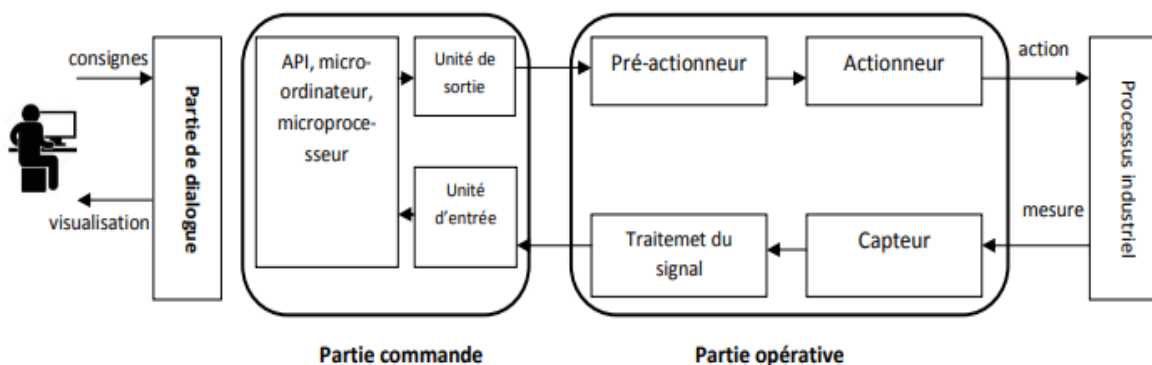 consignes
visualisation
Partie de dialogue
API, micro-
ordinateur,
microproce-
sseur
Unité de
sortie
Unité
d'entrée
Partie commande
Pré-actionneur
Actionneur
Traitemet du
signal
Capteur
Partie opérative
action
mesure
Processus industriel